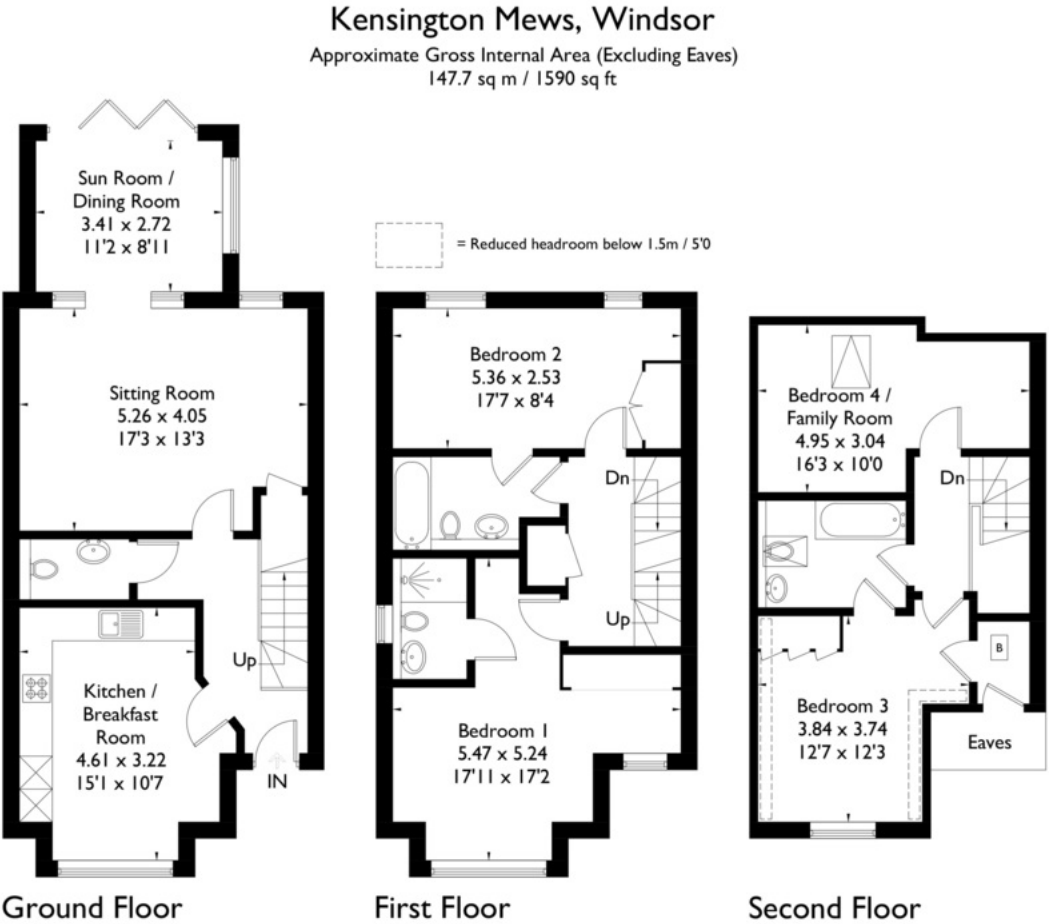 Kensington Mews, Windsor
Approximate Gross Internal Area (Excluding Eaves)
147.7 sq m / 1590 sq ft
Sun Room /
Dining Room
3.41 x 2.72
11'2 x 8'11
= Reduced headroom below 1.5m / 5'0
Sitting Room
5.26 x 4.05
17'3 x 13'3
Up
Kitchen /
Breakfast
Room
4.61 x 3.22
15'1 x 10'7
IN
Ground Floor
Bedroom 2
5.36 x 2.53
17'7 x 8'4
Dn
Up
Bedroom 1
5.47 x 5.24
17'11 x 17'2
First Floor
Bedroom 4 /
Family Room
4.95 x 3.04
16'3 x 10'0
Dn
B
Bedroom 3
3.84 x 3.74
12'7 x 12'3
Eaves
Second Floor